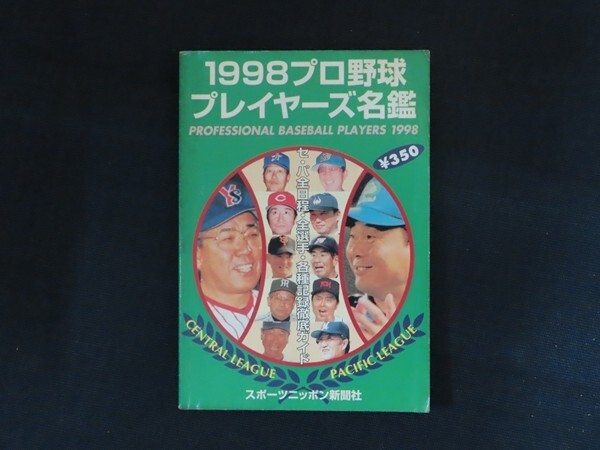 1998プロ野球
プレイヤーズ名鑑
PROFESSIONAL BASEBALL PLAYERS 1998
¥350
セ・パ全日程・全選手・各種記録徹底ガイド
YS
C
CENTRAL LEAGUE
PACIFIC LEAGUE
スポーツニッポン新聞社